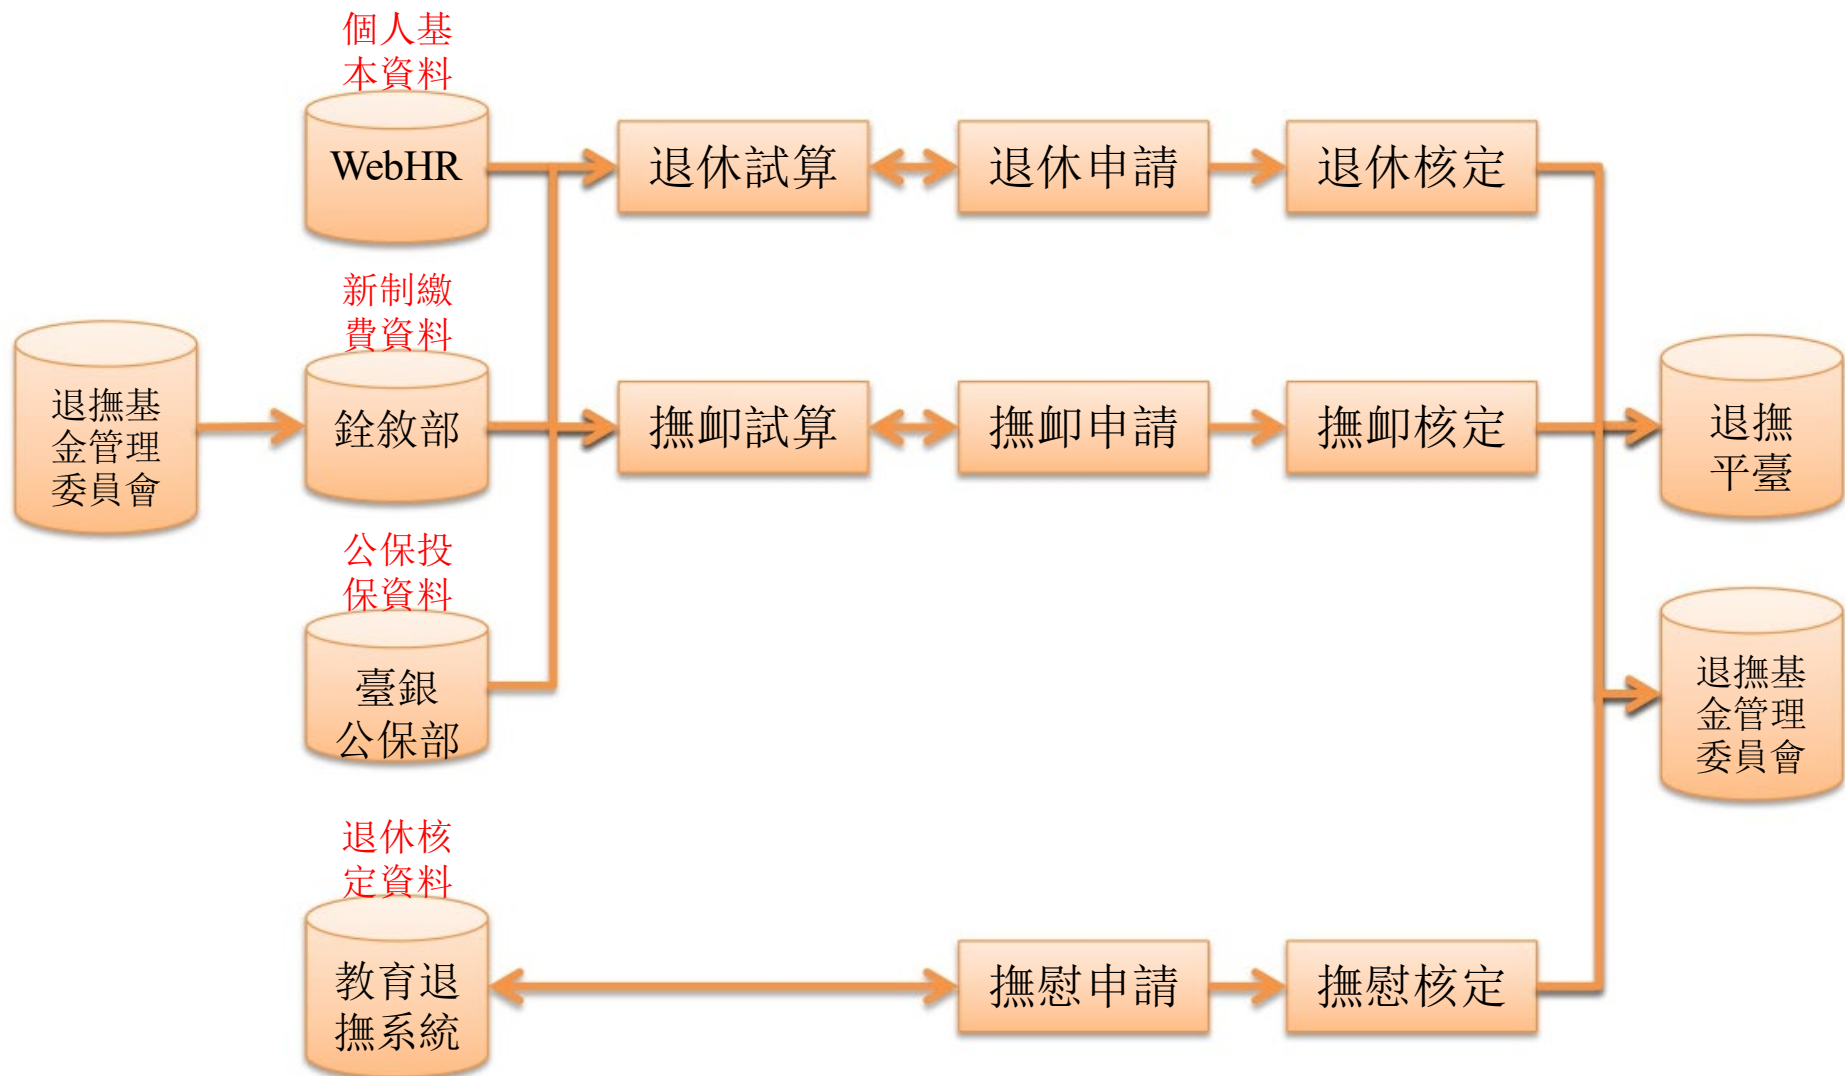 個人基
本資料
WebHR
退休試算
退休申請
退休核定
新制繳
費資料
退撫基
金管理
委員會
銓敘部
撫卹試算
撫卹申請
撫卹核定
退撫
平臺
公保投
保資料
臺銀
公保部
退撫基
金管理
委員會
退休核
定資料
教育退
撫系統
撫慰申請
撫慰核定